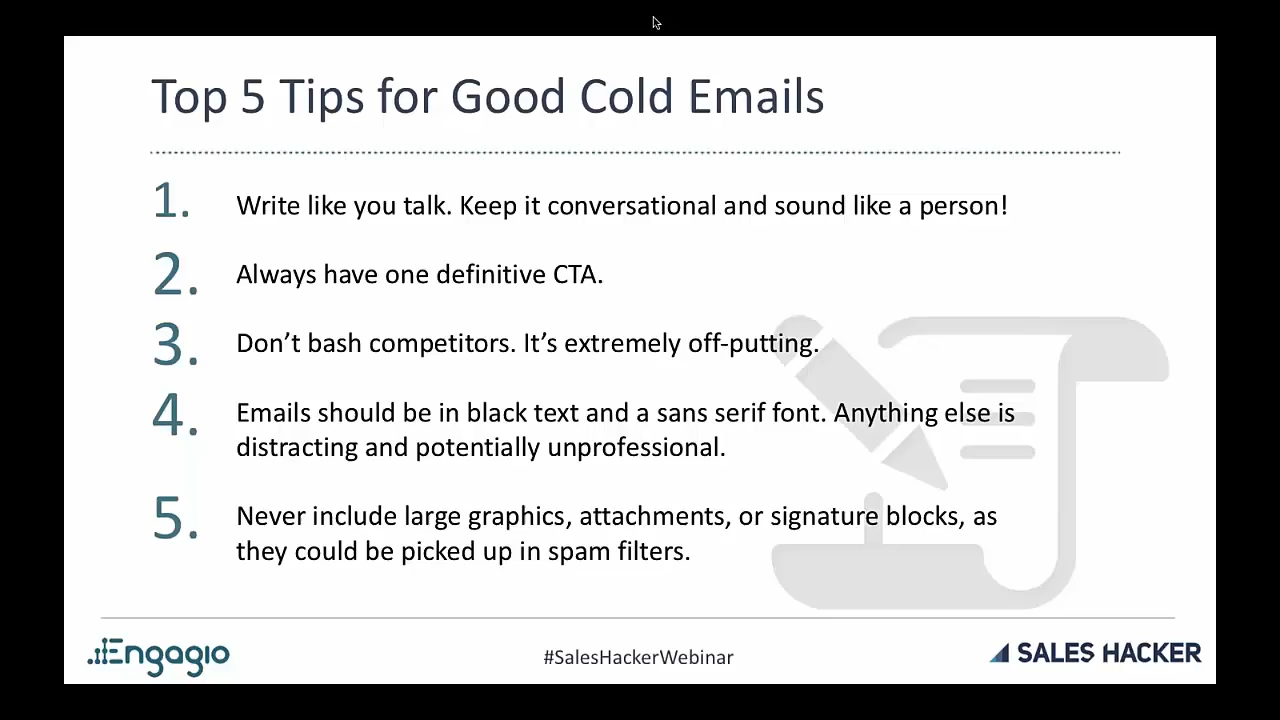 Top 5 Tips for Good Cold Emails
1. Write like you talk. Keep it conversational and sound like a person!
2. Always have one definitive CTA.
3. Don’t bash competitors. It’s extremely off-putting.
4. Emails should be in black text and a sans serif font. Anything else is
distracting and potentially unprofessional.
5. Never include large graphics, attachments, or signature blocks, as
they could be picked up in spam filters.
Engagio
#SalesHackerWebinar
SALES HACKER